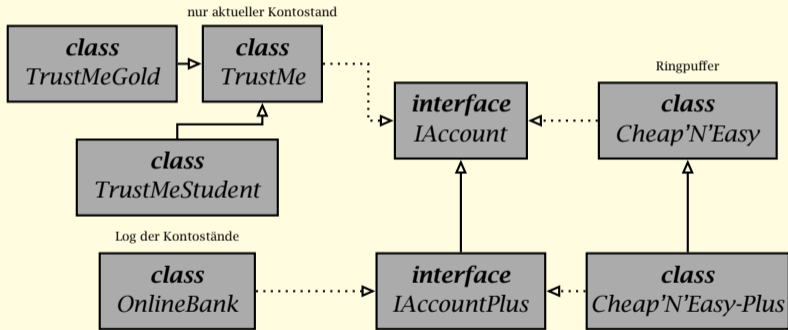 nur aktueller Kontostand
class
TrustMeGold
class
TrustMe
Ringpuffer
interface
IAccount
class
Cheap'N'Easy
class
TrustMeStudent
Log der Kontostände
class
OnlineBank
interface
IAccountPlus
class
Cheap'N'Easy-Plus